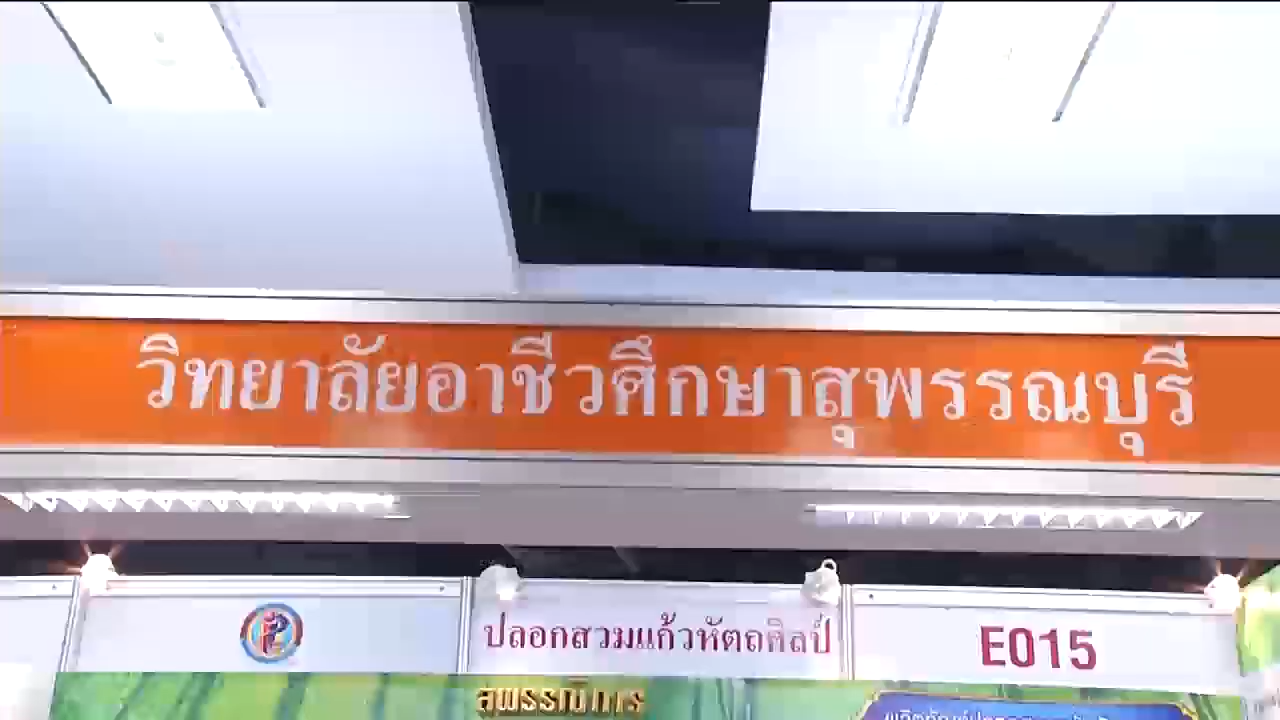 วิทยาลัยอาชีวศึกษาสุพรรณบุรี
ปลอกสวมแก้วหัตถศิลป์
E015
สุพรรณิการ์